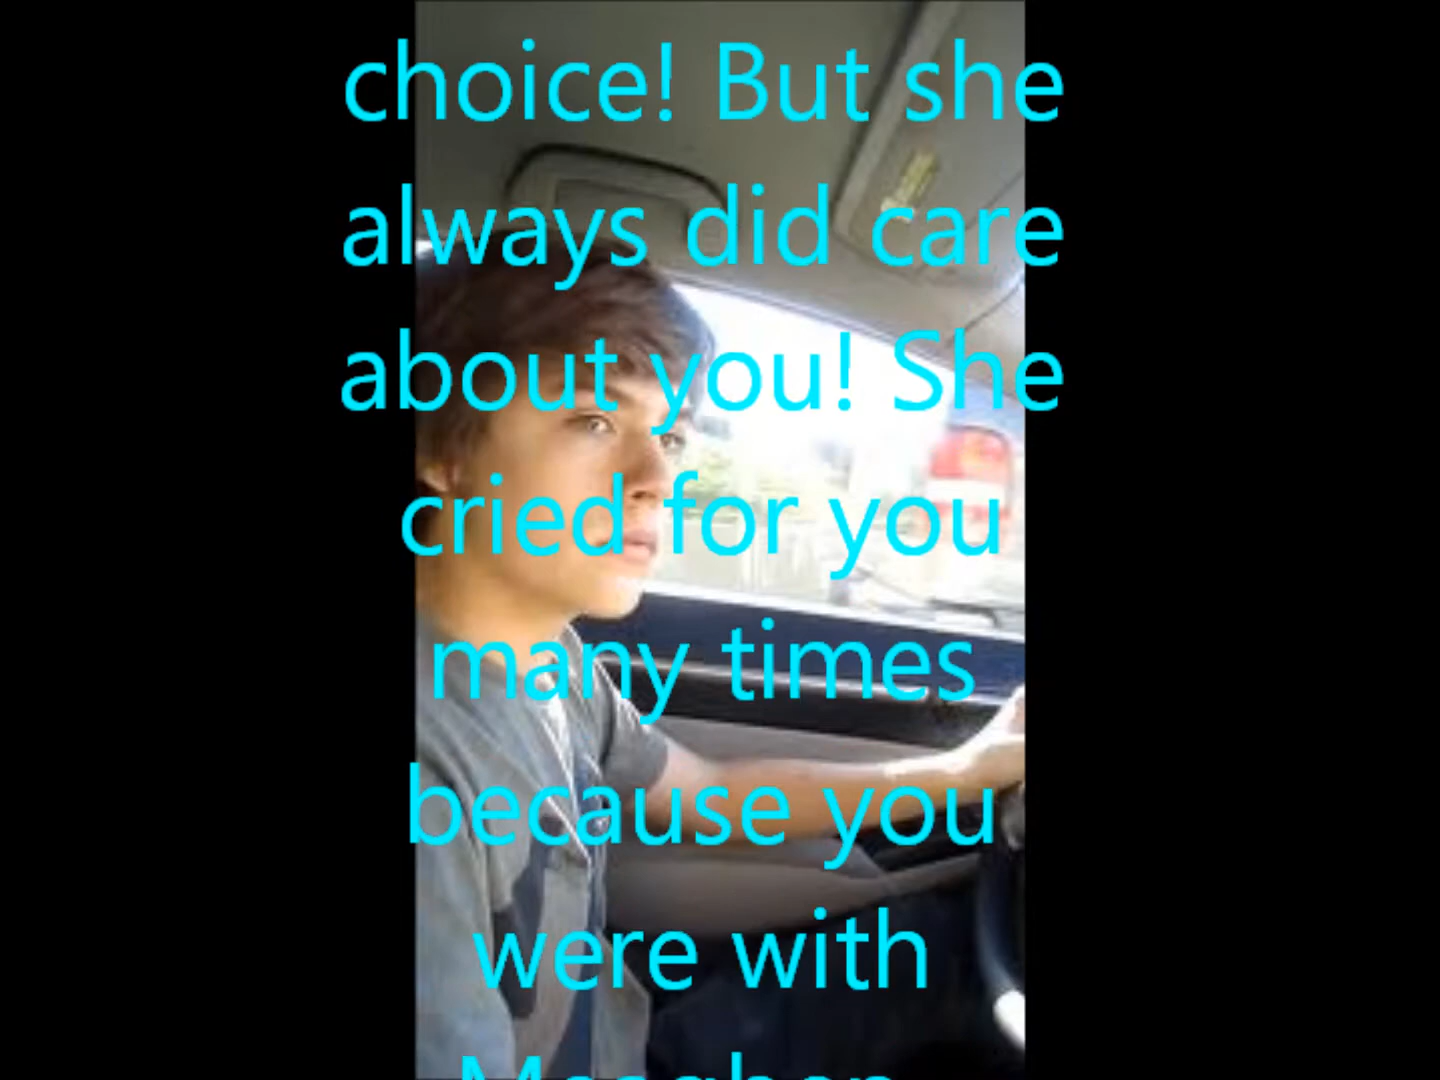 choice! But she
always did care
about you! She
cried for you
many times
because you
were with